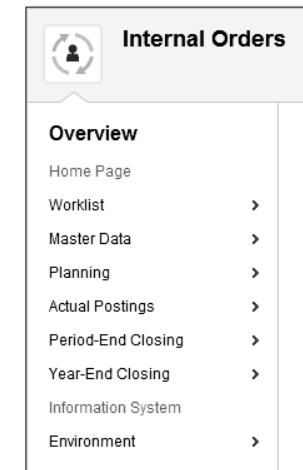 Internal Orders
Overview
Home Page
Worklist
Master Data
Planning
Actual Postings
Period-End Closing
Year-End Closing
Information System
Environment